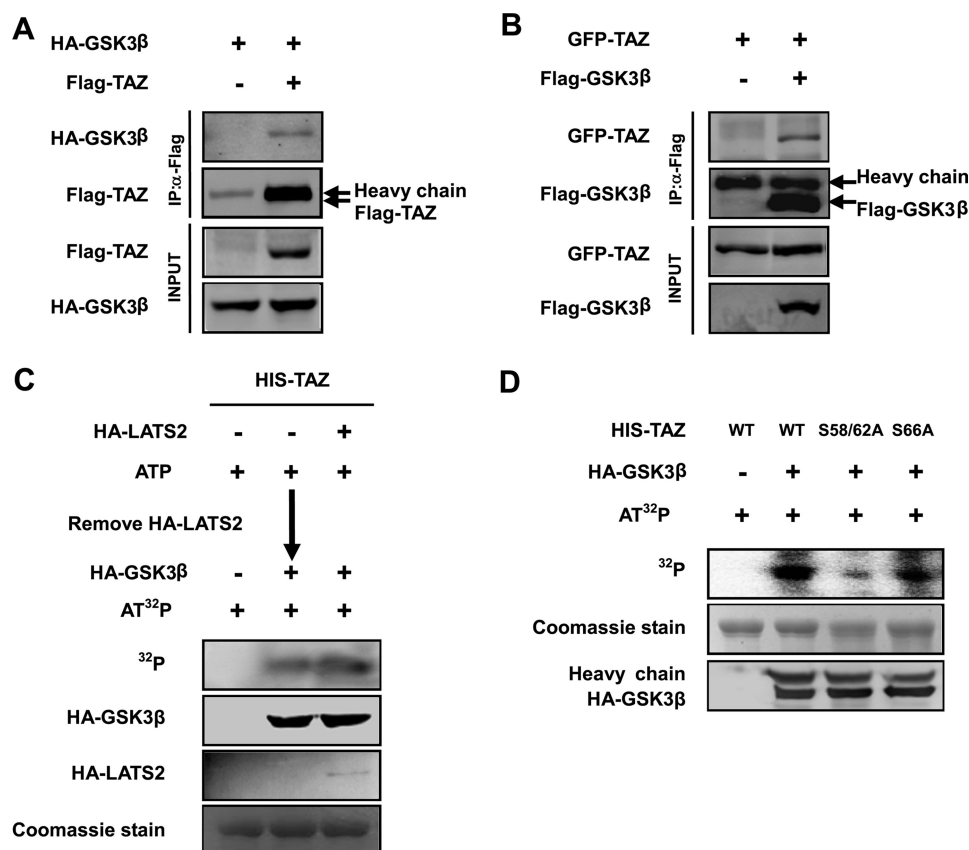 A
HA-GSK3β + +
Flag-TAZ - +
IP:α-Flag
HA-GSK3β
Flag-TAZ
Heavy chain
Flag-TAZ
INPUT
Flag-TAZ
HA-GSK3β
B
GFP-TAZ + +
Flag-GSK3β - +
IP:α-Flag
GFP-TAZ
Flag-GSK3β
Heavy chain
Flag-GSK3β
INPUT
GFP-TAZ
Flag-GSK3β
C
HIS-TAZ
HA-LATS2 - - +
ATP + + +
Remove HA-LATS2
HA-GSK3β - + +
AT³²P + + +
³²P
HA-GSK3β
HA-LATS2
Coomassie stain
D
HIS-TAZ WT WT S58/62A S66A
HA-GSK3β - + + +
AT³²P + + + +
³²P
Coomassie stain
Heavy chain
HA-GSK3β